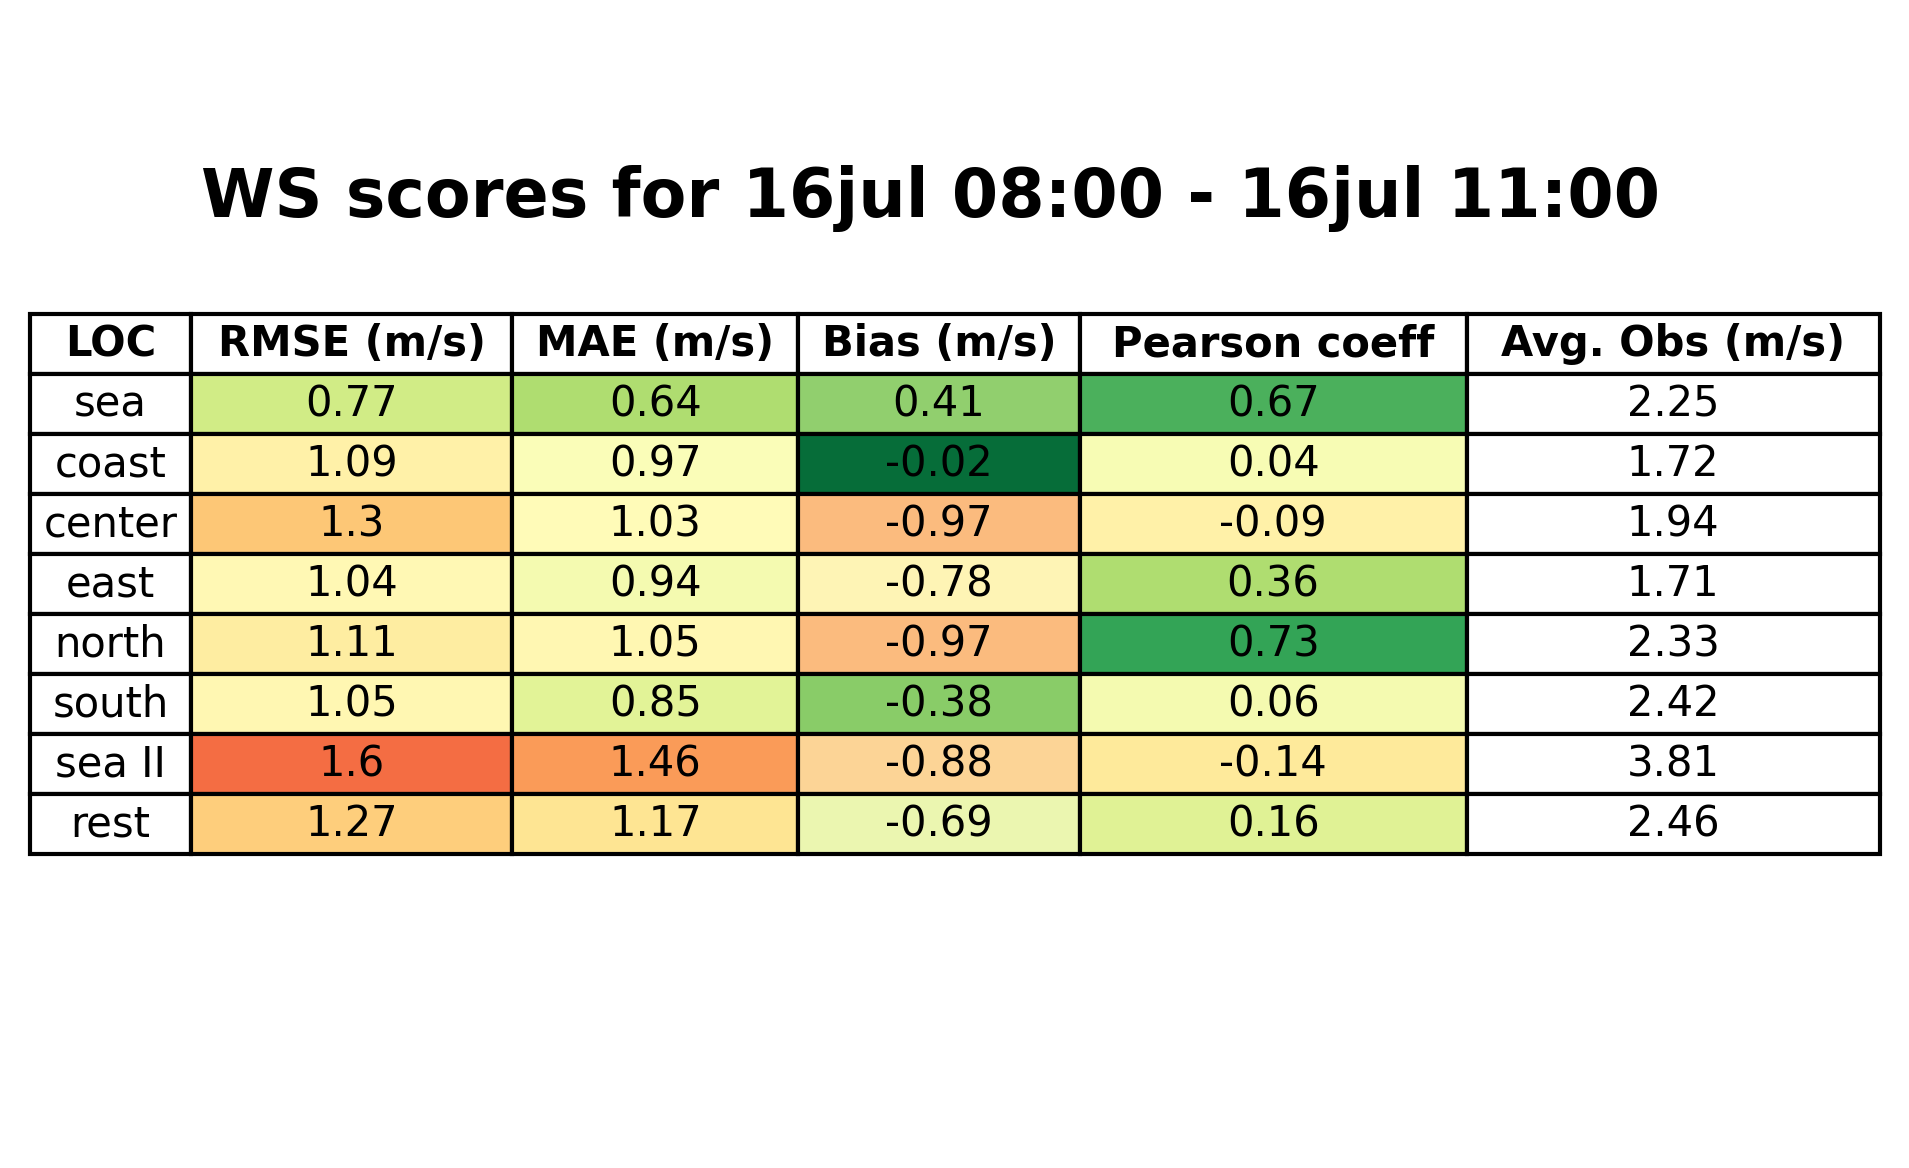 WS scores for 16jul 08:00 - 16jul 11:00
LOC RMSE (m/s) MAE (m/s) Bias (m/s) Pearson coeff Avg. Obs (m/s)
sea 0.77 0.64 0.41 0.67 2.25
coast 1.09 0.97 -0.02 0.04 1.72
center 1.3 1.03 -0.97 -0.09 1.94
east 1.04 0.94 -0.78 0.36 1.71
north 1.11 1.05 -0.97 0.73 2.33
south 1.05 0.85 -0.38 0.06 2.42
sea II 1.6 1.46 -0.88 -0.14 3.81
rest 1.27 1.17 -0.69 0.16 2.46